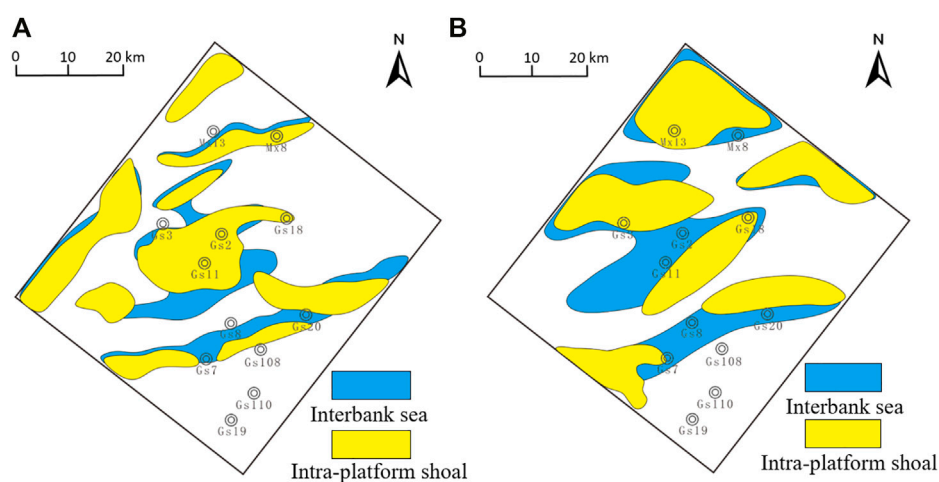 A
0 10 20 km
N
Mx13
Mx8
Gs3
Gs2
Gs18
Gs11
Gs8
Gs20
Gs7
Gs108
Gs110
Gs19
Interbank sea
Intra-platform shoal
B
0 10 20 km
N
Mx13
Mx8
Gs3
Gs2
Gs18
Gs11
Gs8
Gs20
Gs7
Gs108
Gs110
Gs19
Interbank sea
Intra-platform shoal